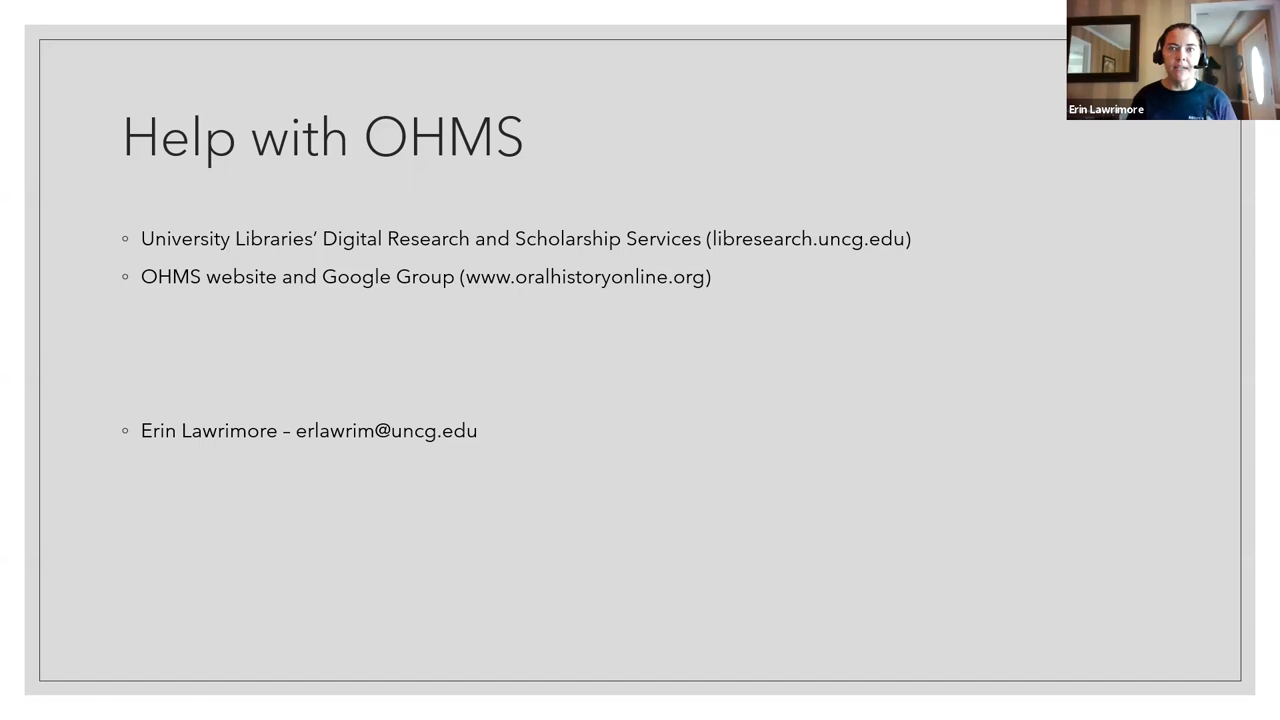 Help with OHMS
University Libraries’ Digital Research and Scholarship Services (libresearch.uncg.edu)
OHMS website and Google Group (www.oralhistoryonline.org)
Erin Lawrimore – erlawrim@uncg.edu
Erin Lawrimore